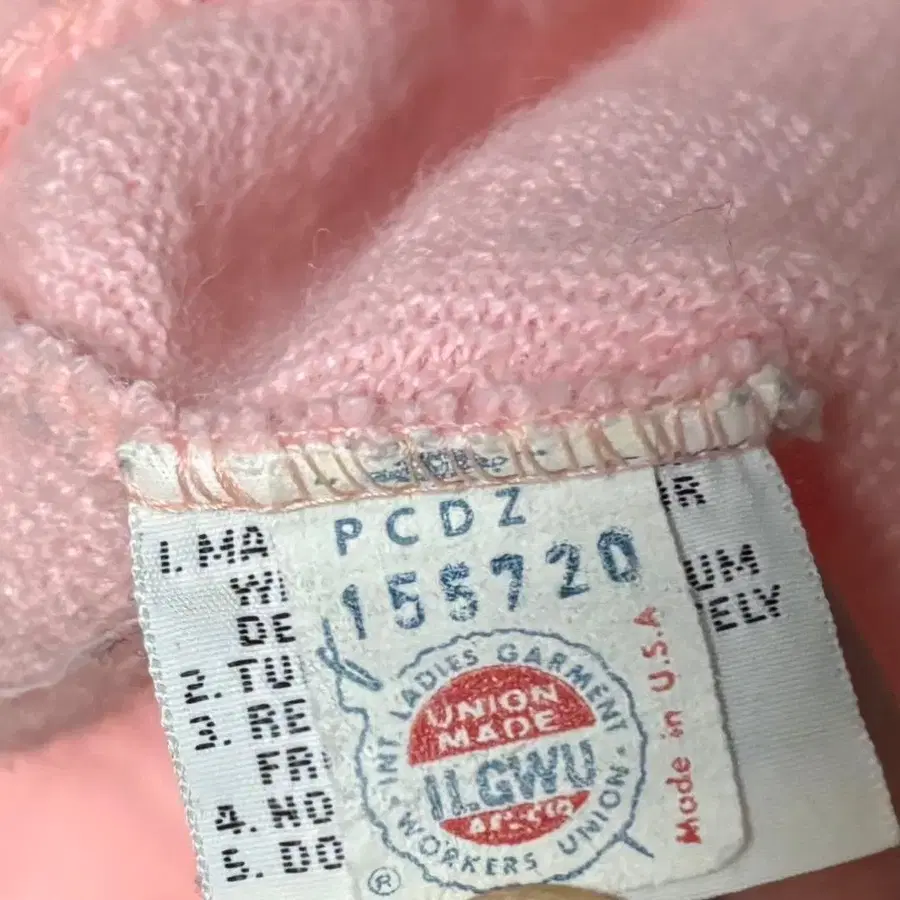 PCDZ
155720
INT. LADIES GARMENT WORKERS UNION ·
UNION
MADE
ILGWU
AFL-CIO
®
Made in U.S.A
1. MA
WI
DE
2. TU
3. RE
FR
4. NO
5. DO
UM
ELY